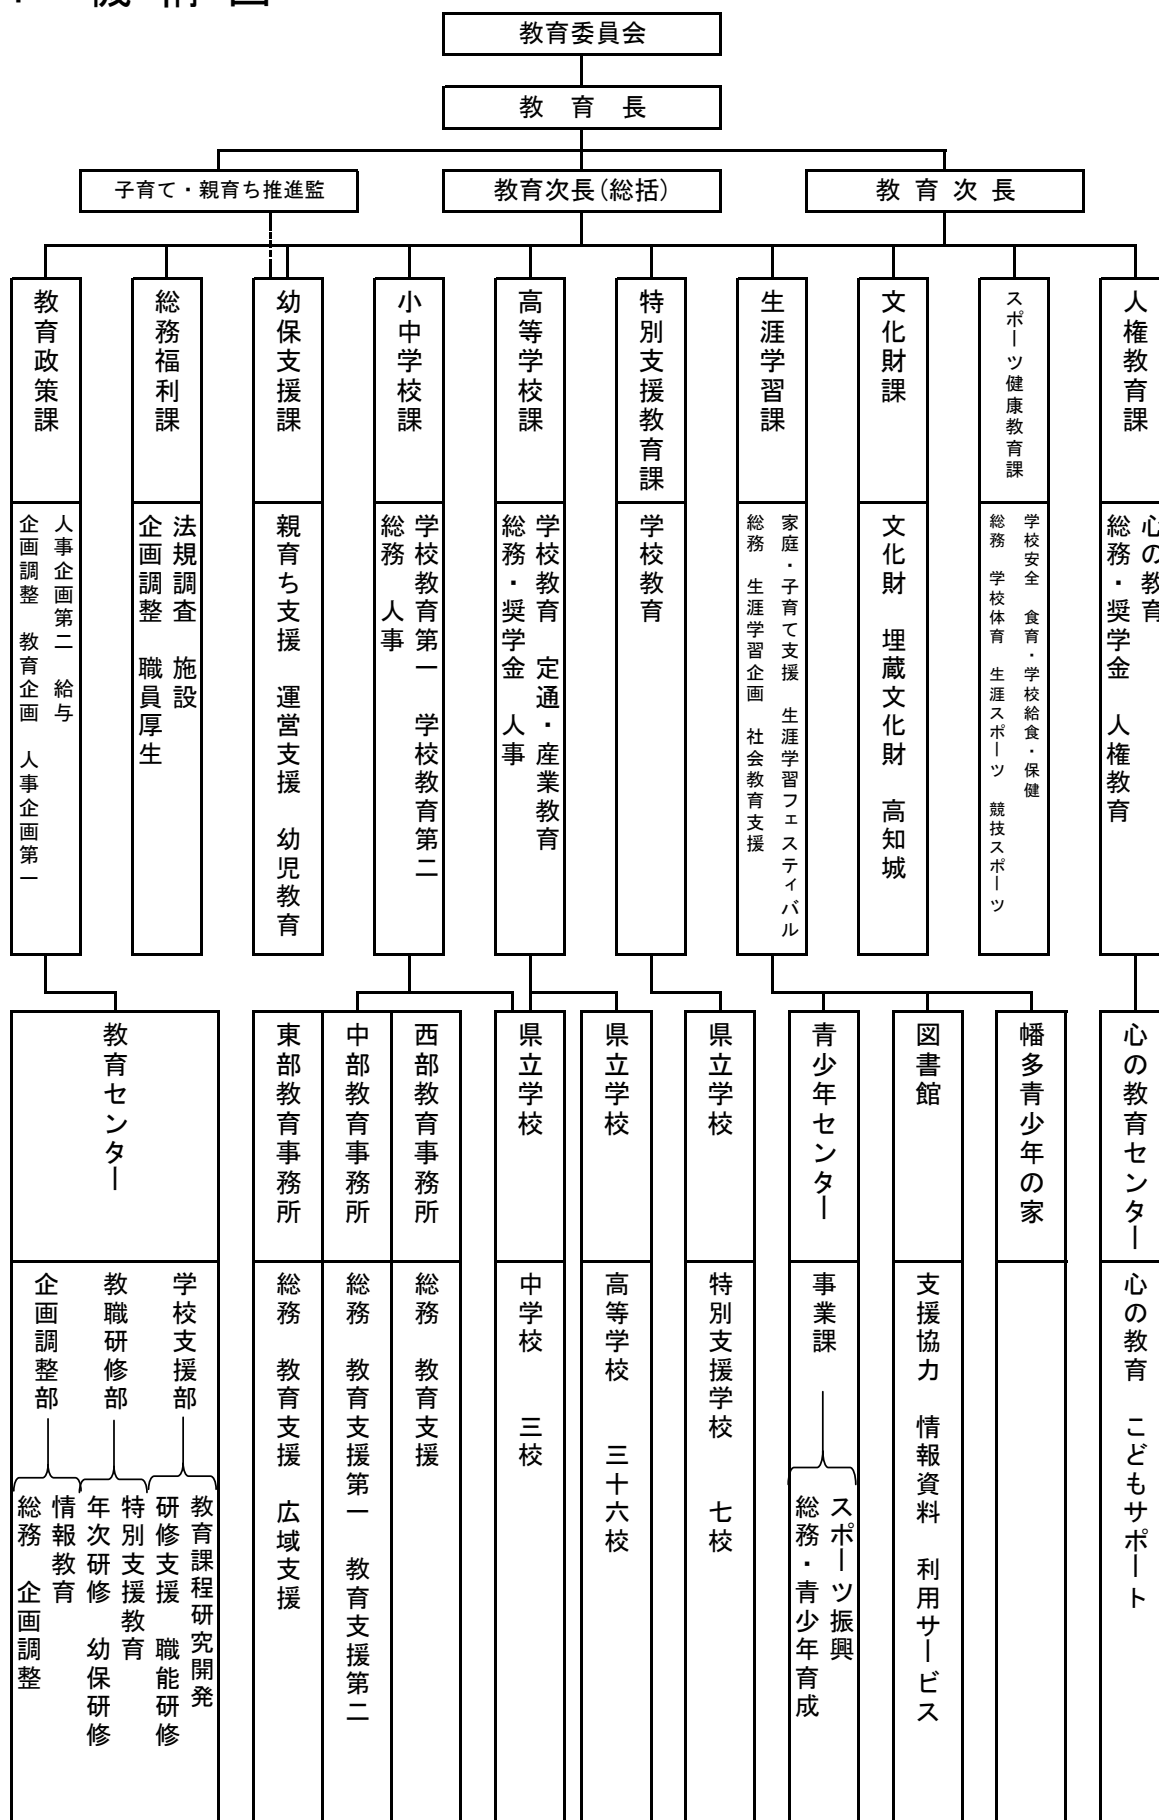 機 構 図
教育委員会
教　育　長
子育て・親育ち推進監
教育次長(総括)
教 育 次 長
教育政策課
総務福利課
幼保支援課
小中学校課
高等学校課
特別支援教育課
生涯学習課
文化財課
スポーツ健康教育課
人権教育課
企画調整　教育企画　人事企画第一
人事企画第二　給与
企画調整　職員厚生
法規調査　施設
親育ち支援　運営支援　幼児教育
総務　人事
学校教育第一　学校教育第二
総務・奨学金　人事
学校教育　定通・産業教育
学校教育
総務　生涯学習企画　社会教育支援
家庭・子育て支援　生涯学習フェスティバル
文化財　埋蔵文化財　高知城
総務　学校体育　生涯スポーツ　競技スポーツ
学校安全　食育・学校給食・保健
総務・奨学金　人権教育
心の教育
教育センター
東部教育事務所
中部教育事務所
西部教育事務所
県立学校
県立学校
県立学校
青少年センター
図書館
幡多青少年の家
心の教育センター
企画調整部
教職研修部
学校支援部
総務　企画調整
情報教育
年次研修　幼保研修
特別支援教育
研修支援　職能研修
教育課程研究開発
総務　教育支援　広域支援
総務　教育支援第一　教育支援第二
総務　教育支援
中学校　三校
高等学校　三十六校
特別支援学校　七校
事業課
総務・青少年育成
スポーツ振興
支援協力　情報資料　利用サービス
心の教育　こどもサポート